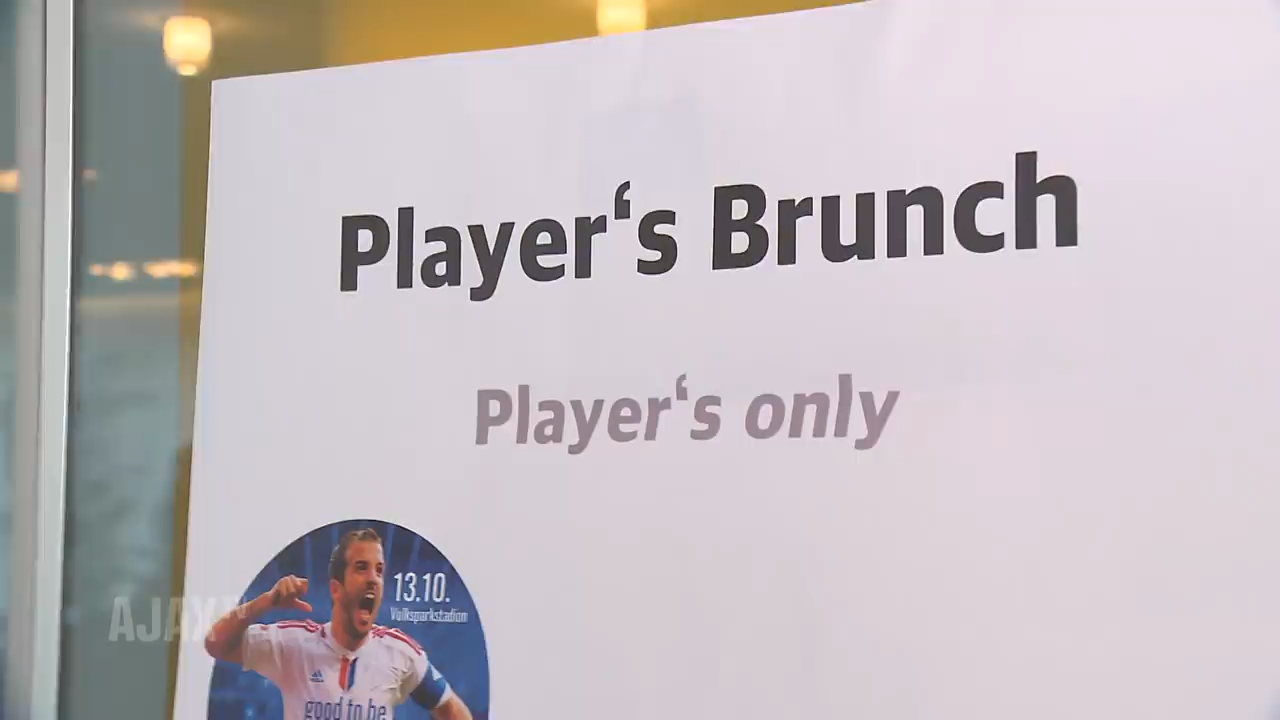 Player‘s Brunch
Player‘s only
13.10.
Volksparkstadion
good to be
AJAX